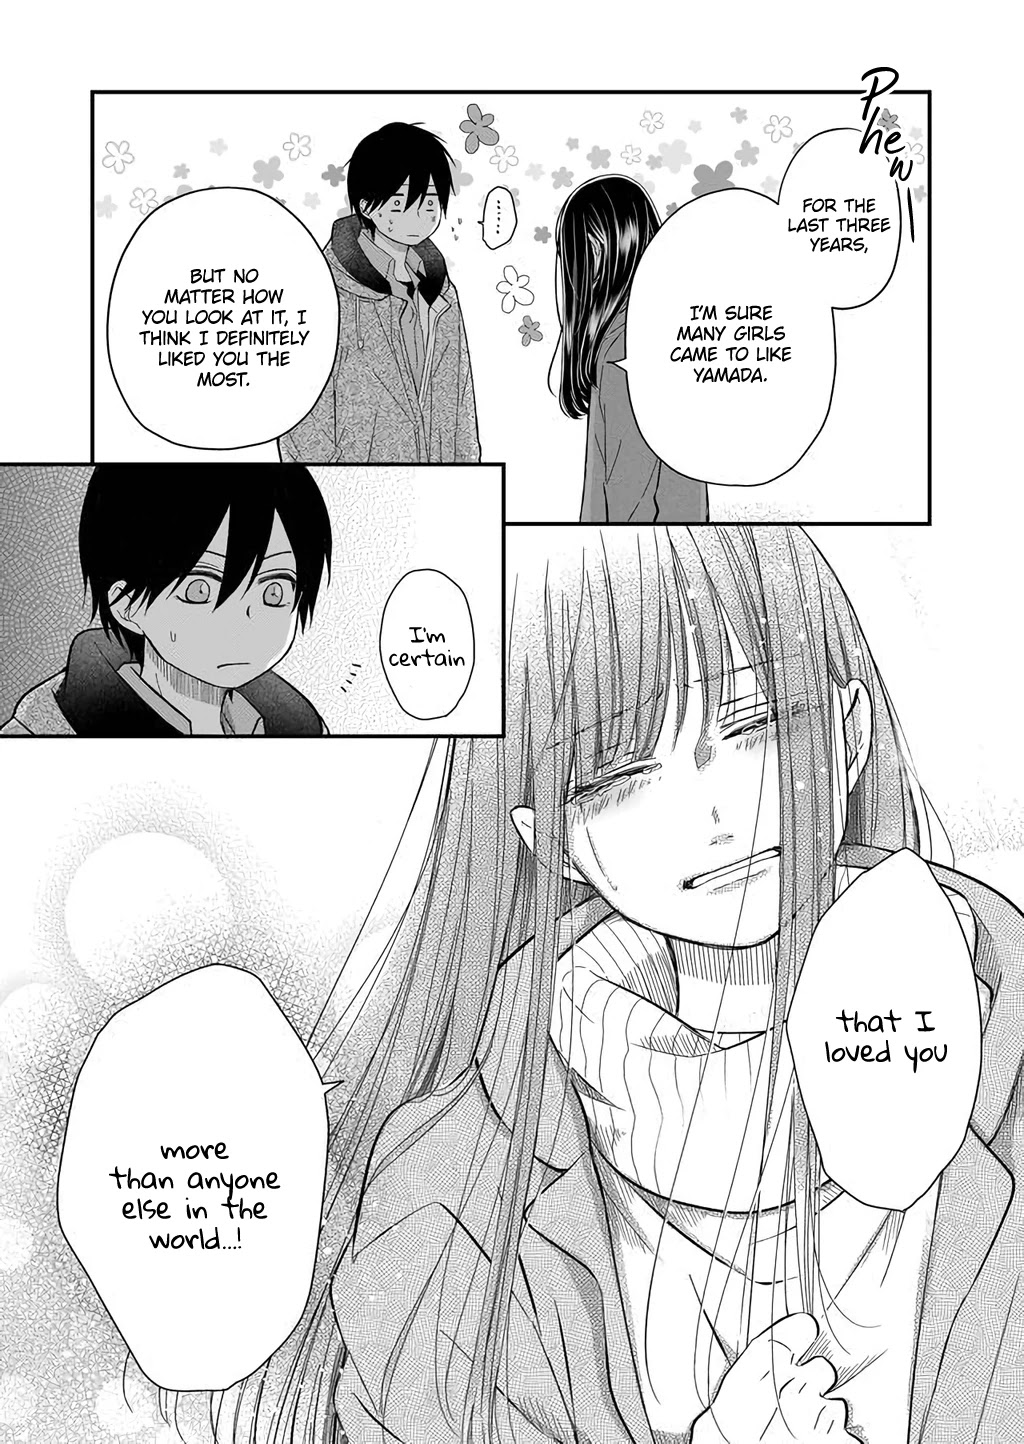 Phew
FOR THE
LAST THREE
YEARS,
I'M SURE
MANY GIRLS
CAME TO LIKE
YAMADA.
......
BUT NO
MATTER HOW
YOU LOOK AT IT, I
THINK I DEFINITELY
LIKED YOU THE
MOST.
I'm
certain
that I
loved you
more
than anyone
else in the
world...!